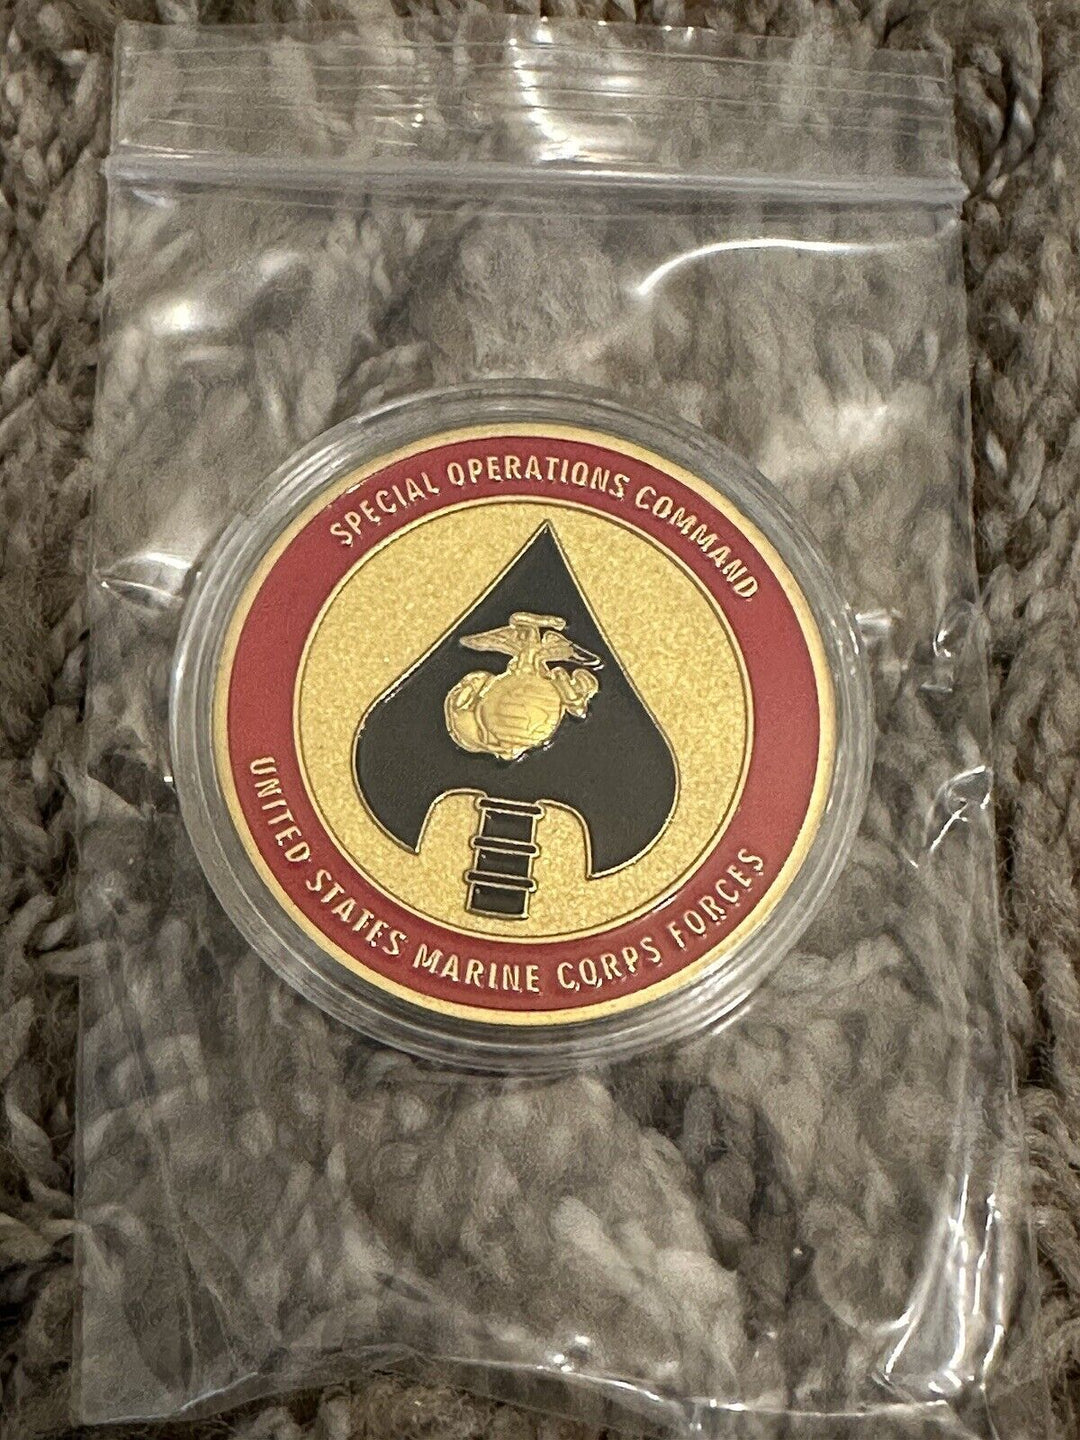 SPECIAL OPERATIONS COMMAND
UNITED STATES MARINE CORPS FORCES